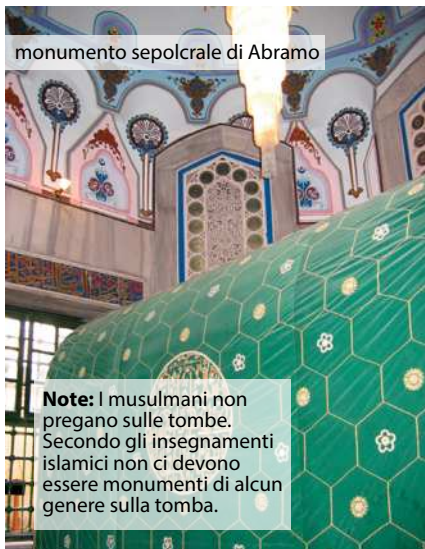 monumento sepolcrale di Abramo
Note: I musulmani non
pregano sulle tombe.
Secondo gli insegnamenti
islamici non ci devono
essere monumenti di alcun
genere sulla tomba.